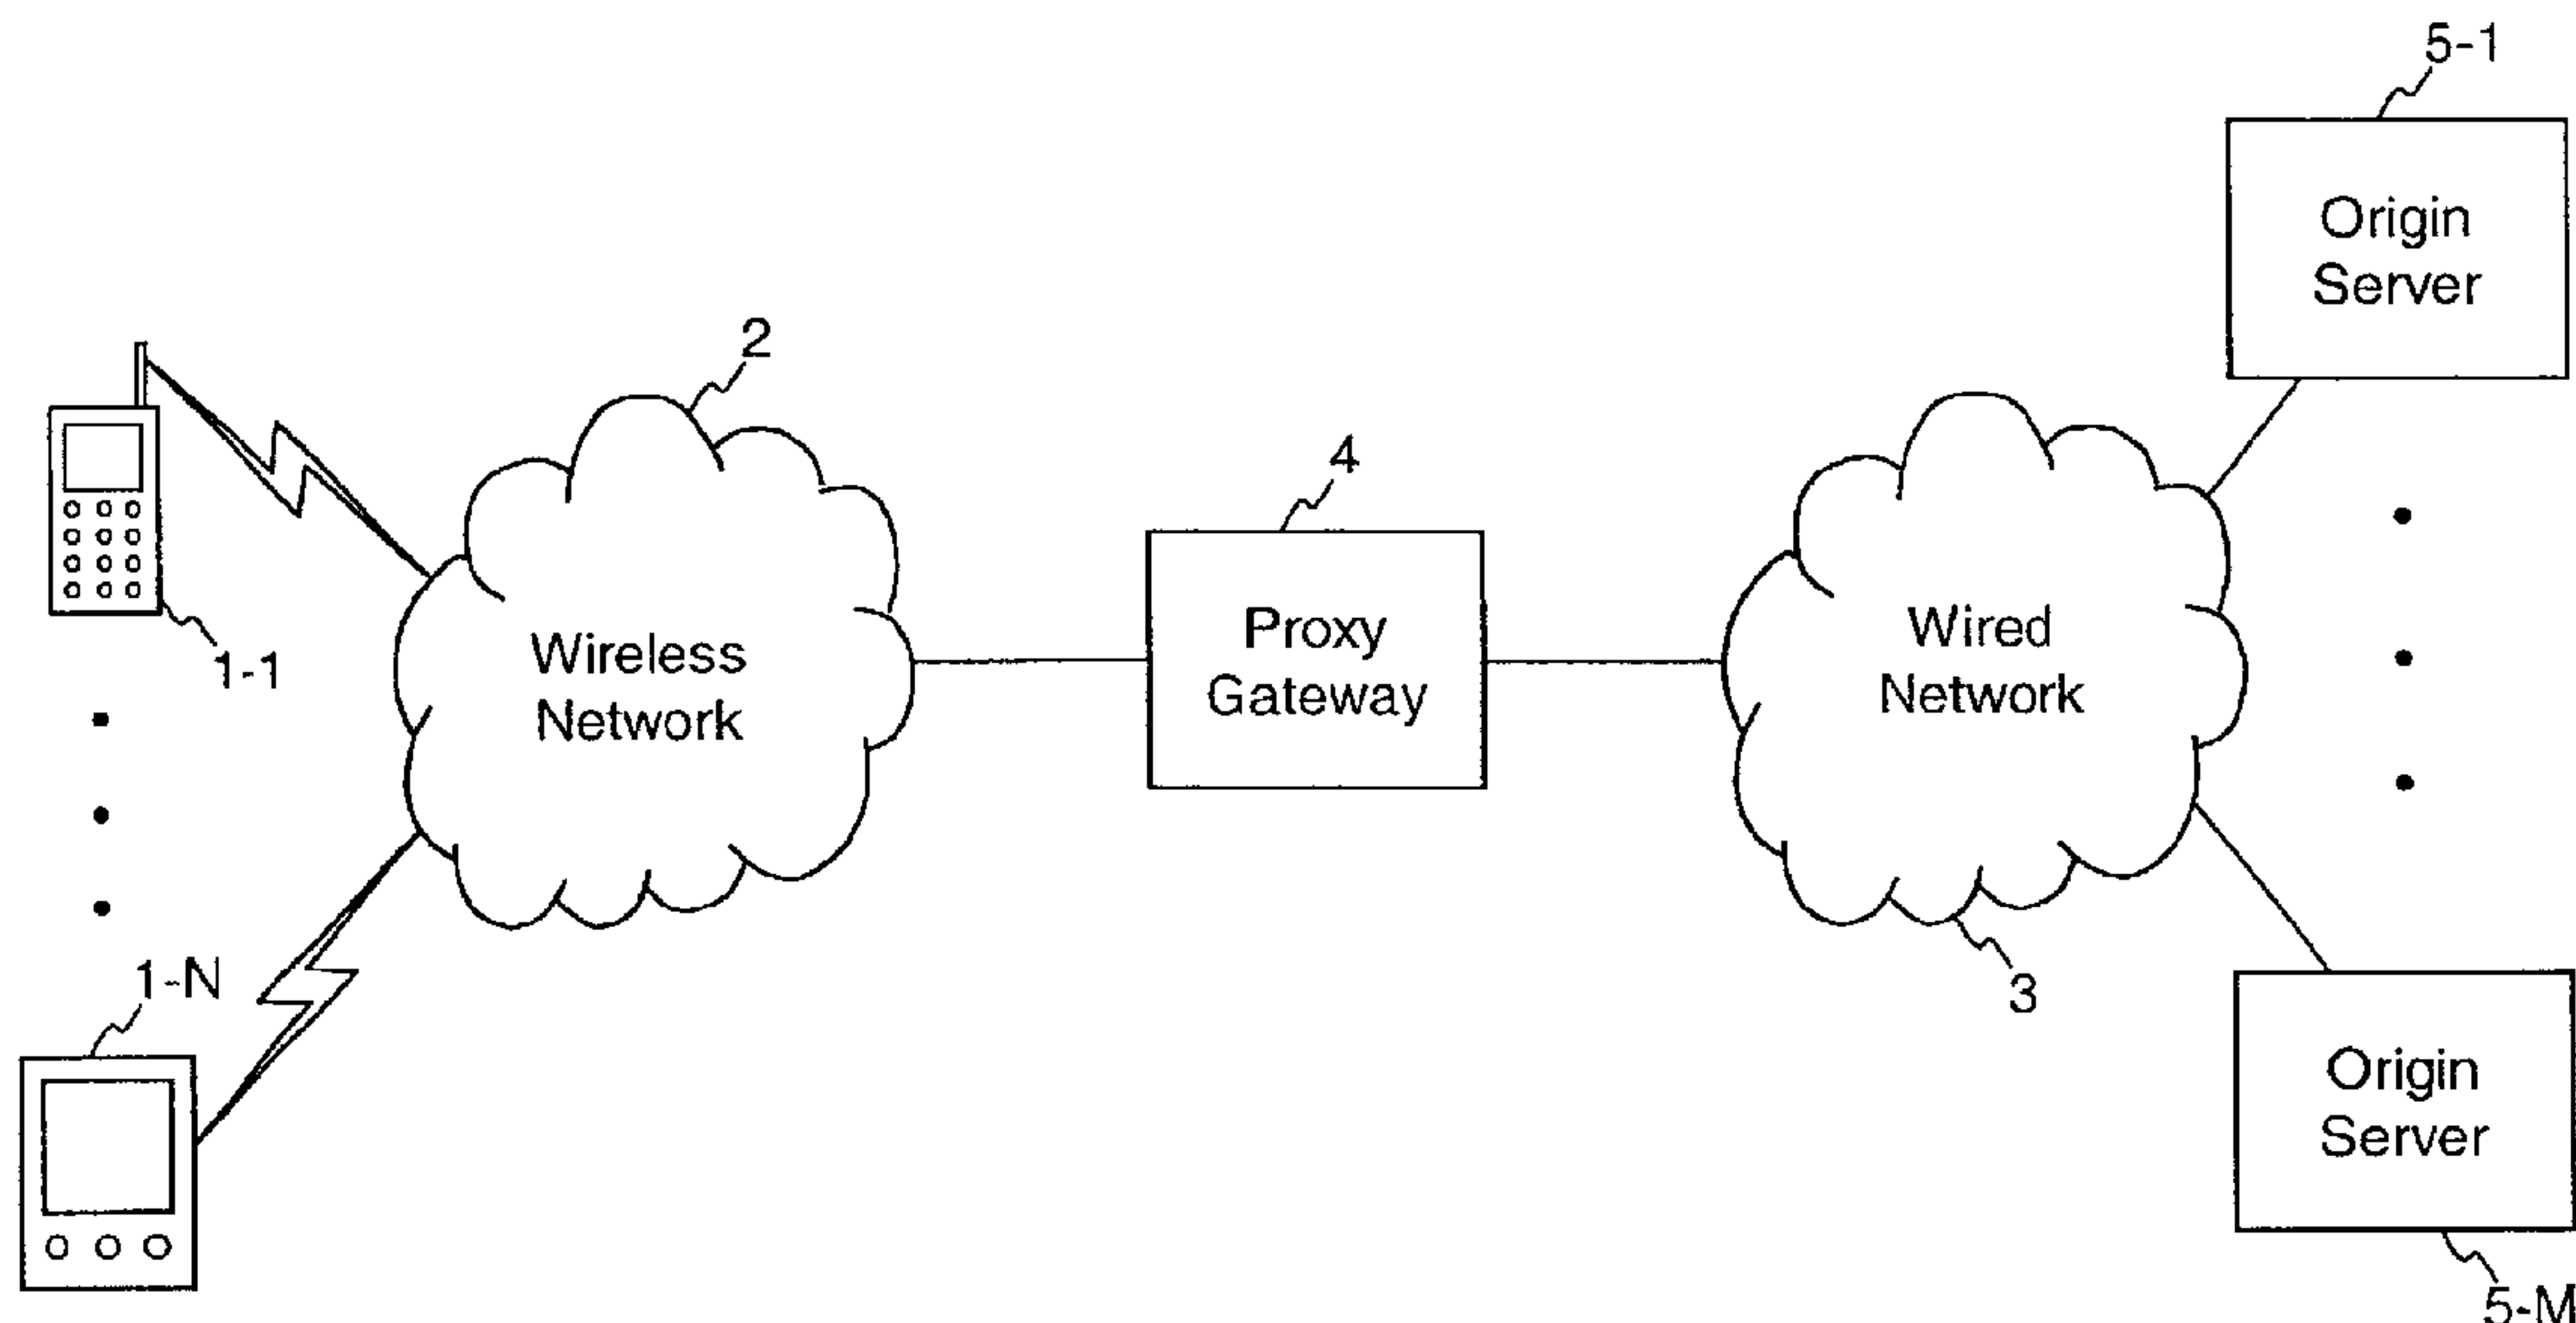 5-1
Origin
Server
2
4
1-1
Wireless
Network
Proxy
Gateway
Wired
Network
1-N
3
Origin
Server
5-M